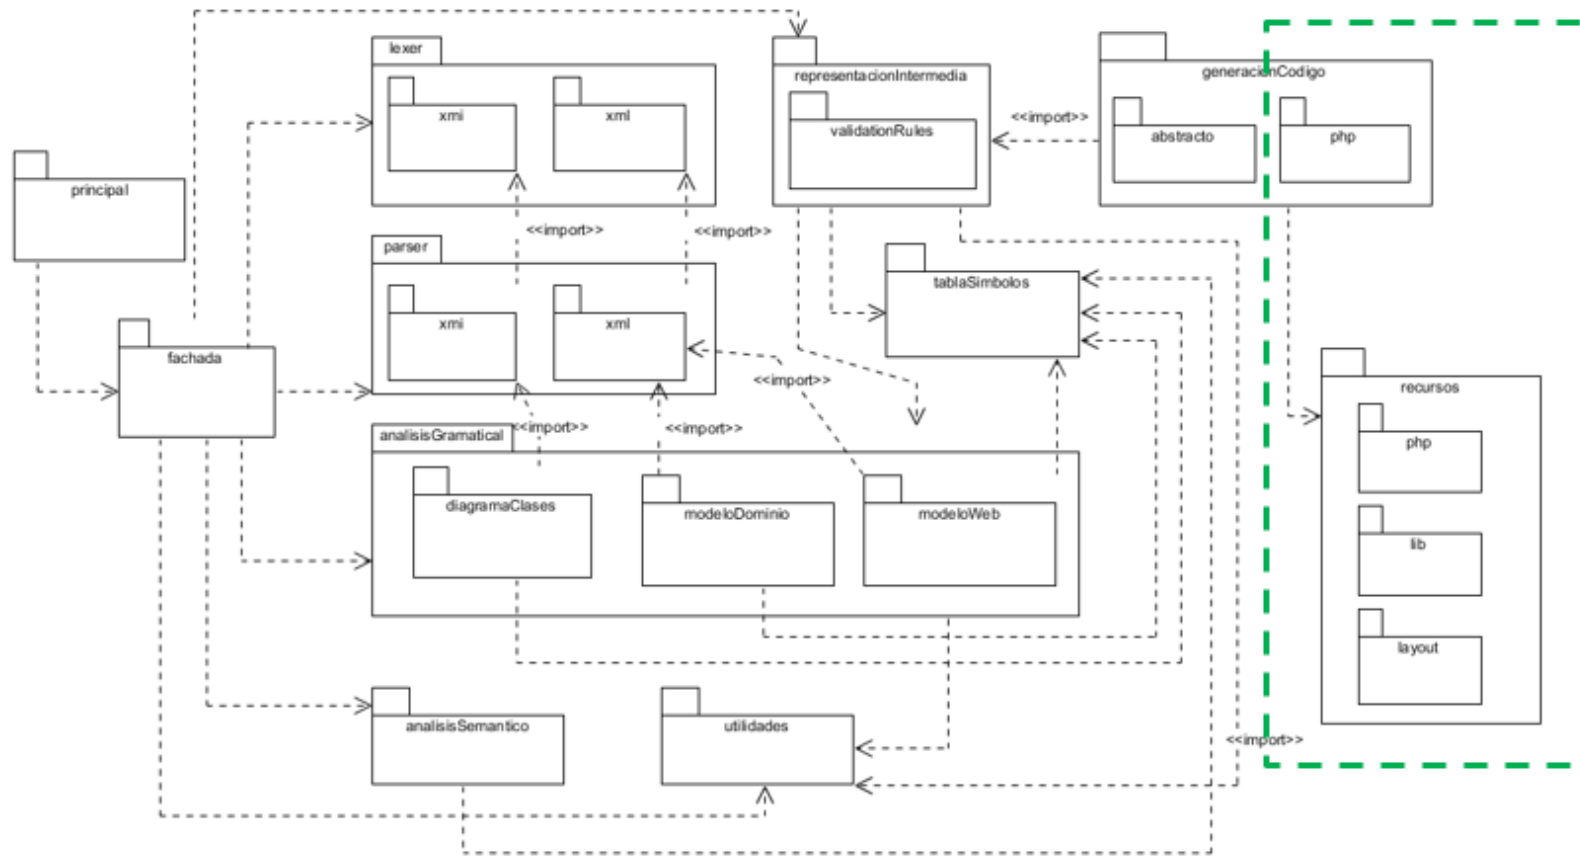 lexer
xmi
xml
representacionIntermedia
validationRules
<<import>>
generacionCodigo
abstracto
php
principal
<<import>>
<<import>>
parser
xmi
xml
tablaSimbolos
fachada
<<import>>
recursos
php
lib
layout
<<import>>
<<import>>
analisisGramatical
diagramaClases
modeloDominio
modeloWeb
analisisSemantico
utilidades
<<import>>